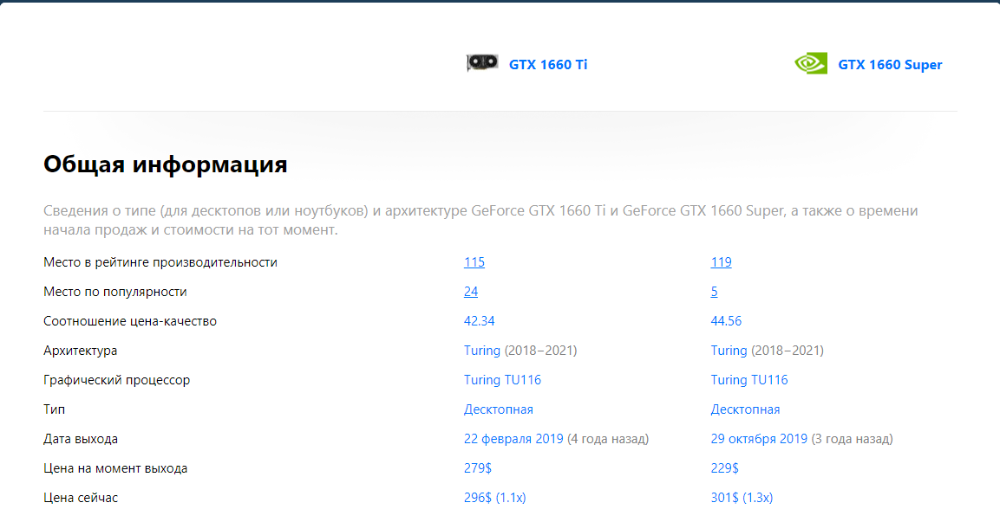 GTX 1660 Ti GTX 1660 Super
Общая информация
Сведения о типе (для десктопов или ноутбуков) и архитектуре GeForce GTX 1660 Ti и GeForce GTX 1660 Super, а также о времени
начала продаж и стоимости на тот момент.
Место в рейтинге производительности 115 119
Место по популярности 24 5
Соотношение цена-качество 42.34 44.56
Архитектура Turing (2018−2021) Turing (2018−2021)
Графический процессор Turing TU116 Turing TU116
Тип Десктопная Десктопная
Дата выхода 22 февраля 2019 (4 года назад) 29 октября 2019 (3 года назад)
Цена на момент выхода 279$ 229$
Цена сейчас 296$ (1.1x) 301$ (1.3x)